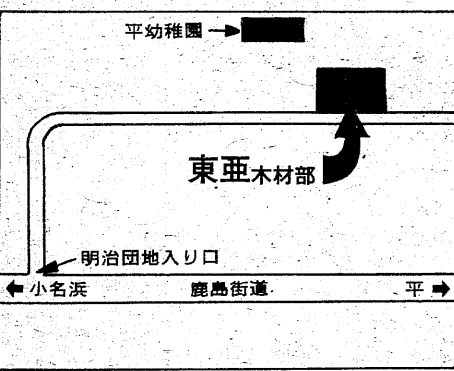 平幼稚園
東亜木材部
明治団地入り口
小名浜
鹿島街道
平